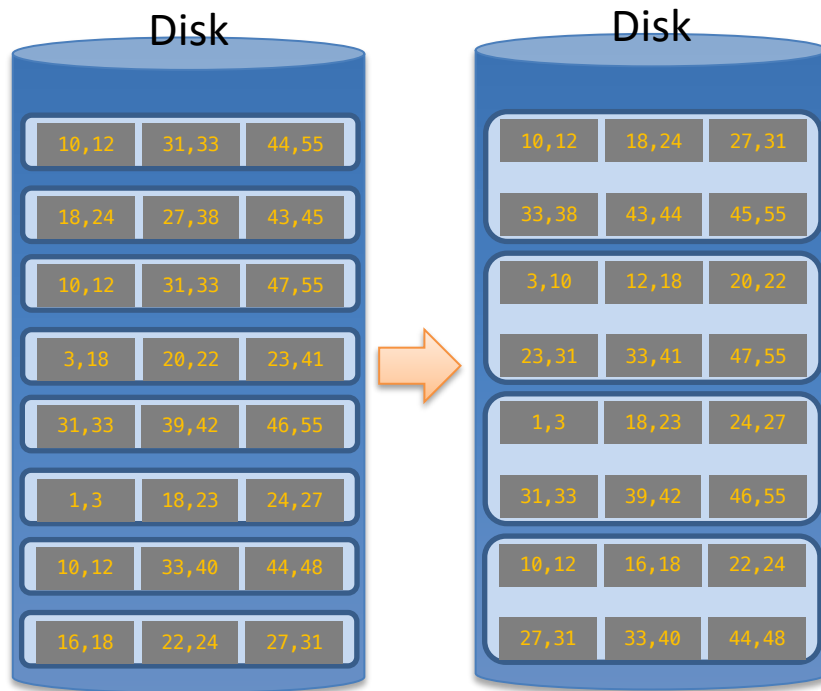 Disk
10,12 31,33 44,55
18,24 27,38 43,45
10,12 31,33 47,55
3,18 20,22 23,41
31,33 39,42 46,55
1,3 18,23 24,27
10,12 33,40 44,48
16,18 22,24 27,31
Disk
10,12 18,24 27,31
33,38 43,44 45,55
3,10 12,18 20,22
23,31 33,41 47,55
1,3 18,23 24,27
31,33 39,42 46,55
10,12 16,18 22,24
27,31 33,40 44,48